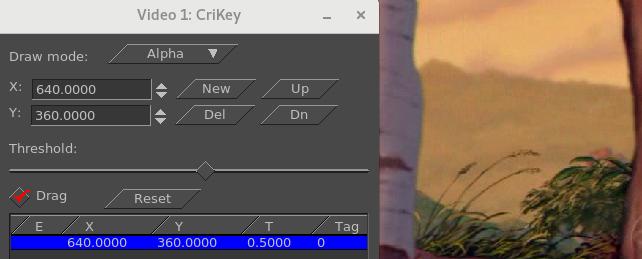 Video 1: CriKey
Draw mode: Alpha
X: 640.0000 New Up
Y: 360.0000 Del Dn
Threshold:
Drag Reset
E X Y T Tag
640.0000 360.0000 0.5000 0